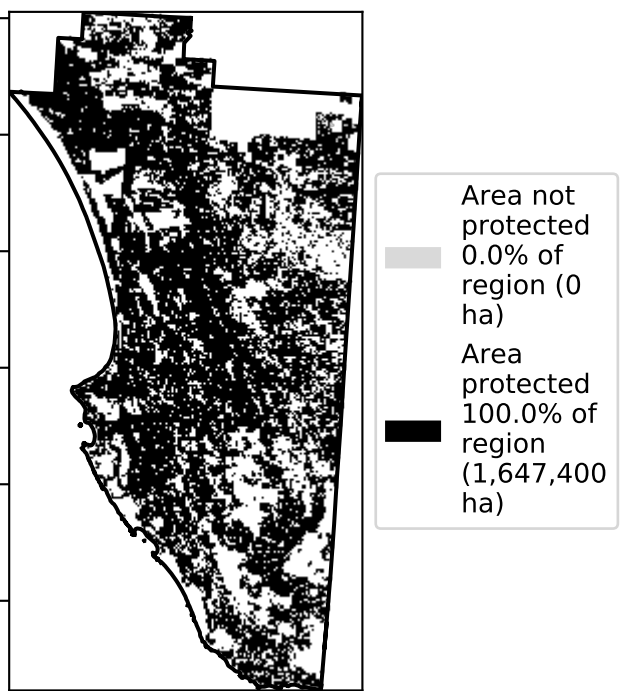 Area not
protected
0.0% of
region (0
ha)
Area
protected
100.0% of
region
(1,647,400
ha)